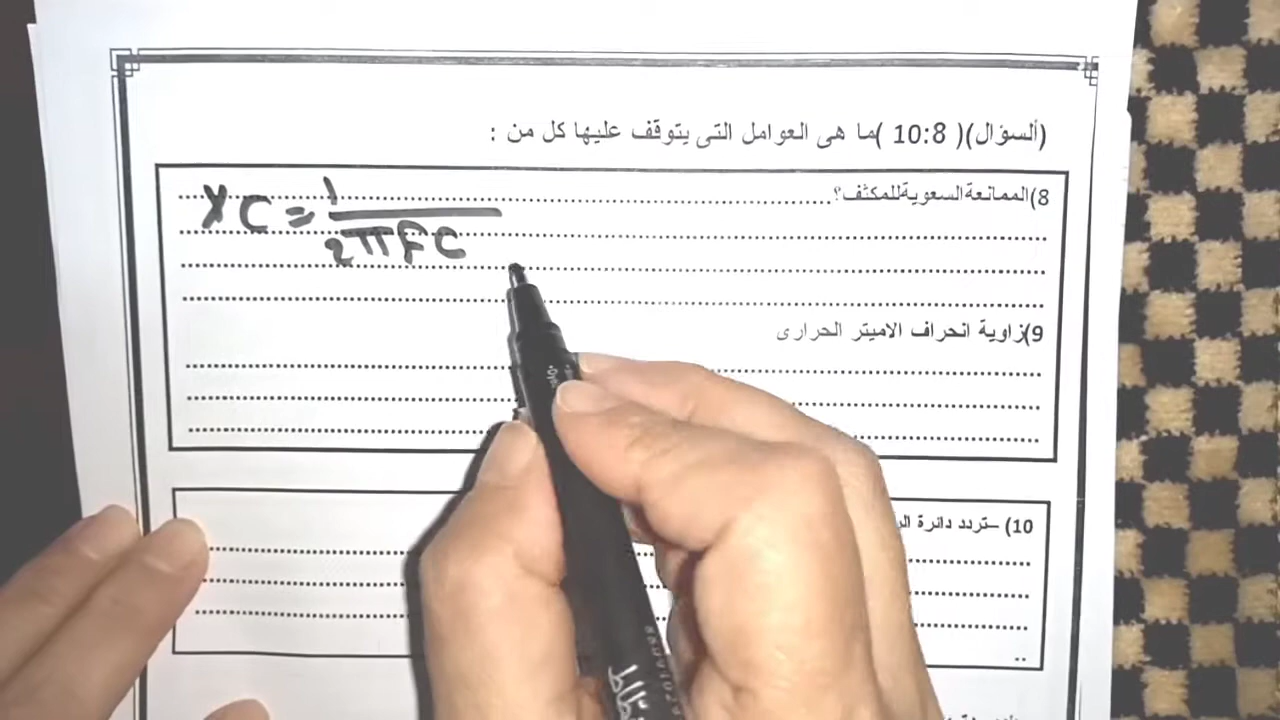 (ألسؤال)( 10:8 )ما هى العوامل التى يتوقف عليها كل من :
8)الممانعة السعوية للمكثف؟
XC = 1 / 2πfC
9)زاوية انحراف الاميتر الحرارى
10) –تردد دائرة